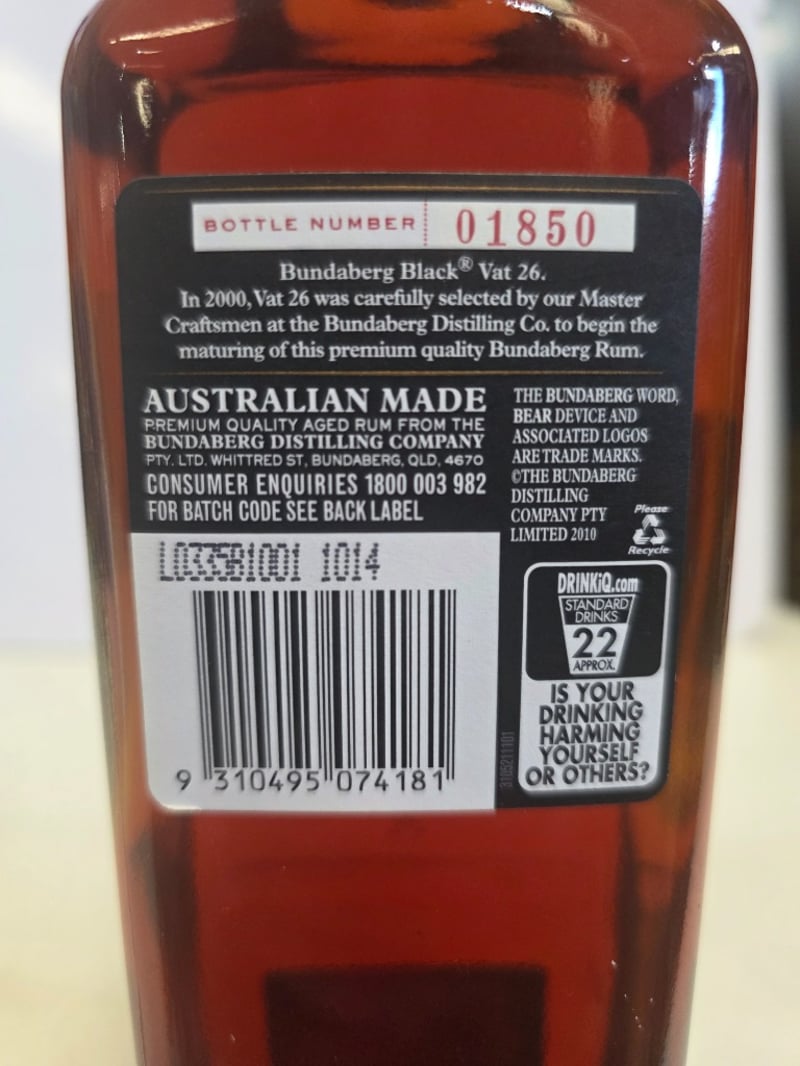 BOTTLE NUMBER 01850
Bundaberg Black® Vat 26.
In 2000, Vat 26 was carefully selected by our Master
Craftsmen at the Bundaberg Distilling Co. to begin the
maturing of this premium quality Bundaberg Rum.
AUSTRALIAN MADE
PREMIUM QUALITY AGED RUM FROM THE
BUNDABERG DISTILLING COMPANY
PTY. LTD. WHITTRED ST, BUNDABERG, QLD, 4670
CONSUMER ENQUIRIES 1800 003 982
FOR BATCH CODE SEE BACK LABEL
THE BUNDABERG WORD,
BEAR DEVICE AND
ASSOCIATED LOGOS
ARE TRADE MARKS.
©THE BUNDABERG
DISTILLING
COMPANY PTY
LIMITED 2010
Please
Recycle
1014
9 310495 074181
3105211101
DRINKiQ.com
STANDARD
DRINKS
22
APPROX.
IS YOUR
DRINKING
HARMING
YOURSELF
OR OTHERS?